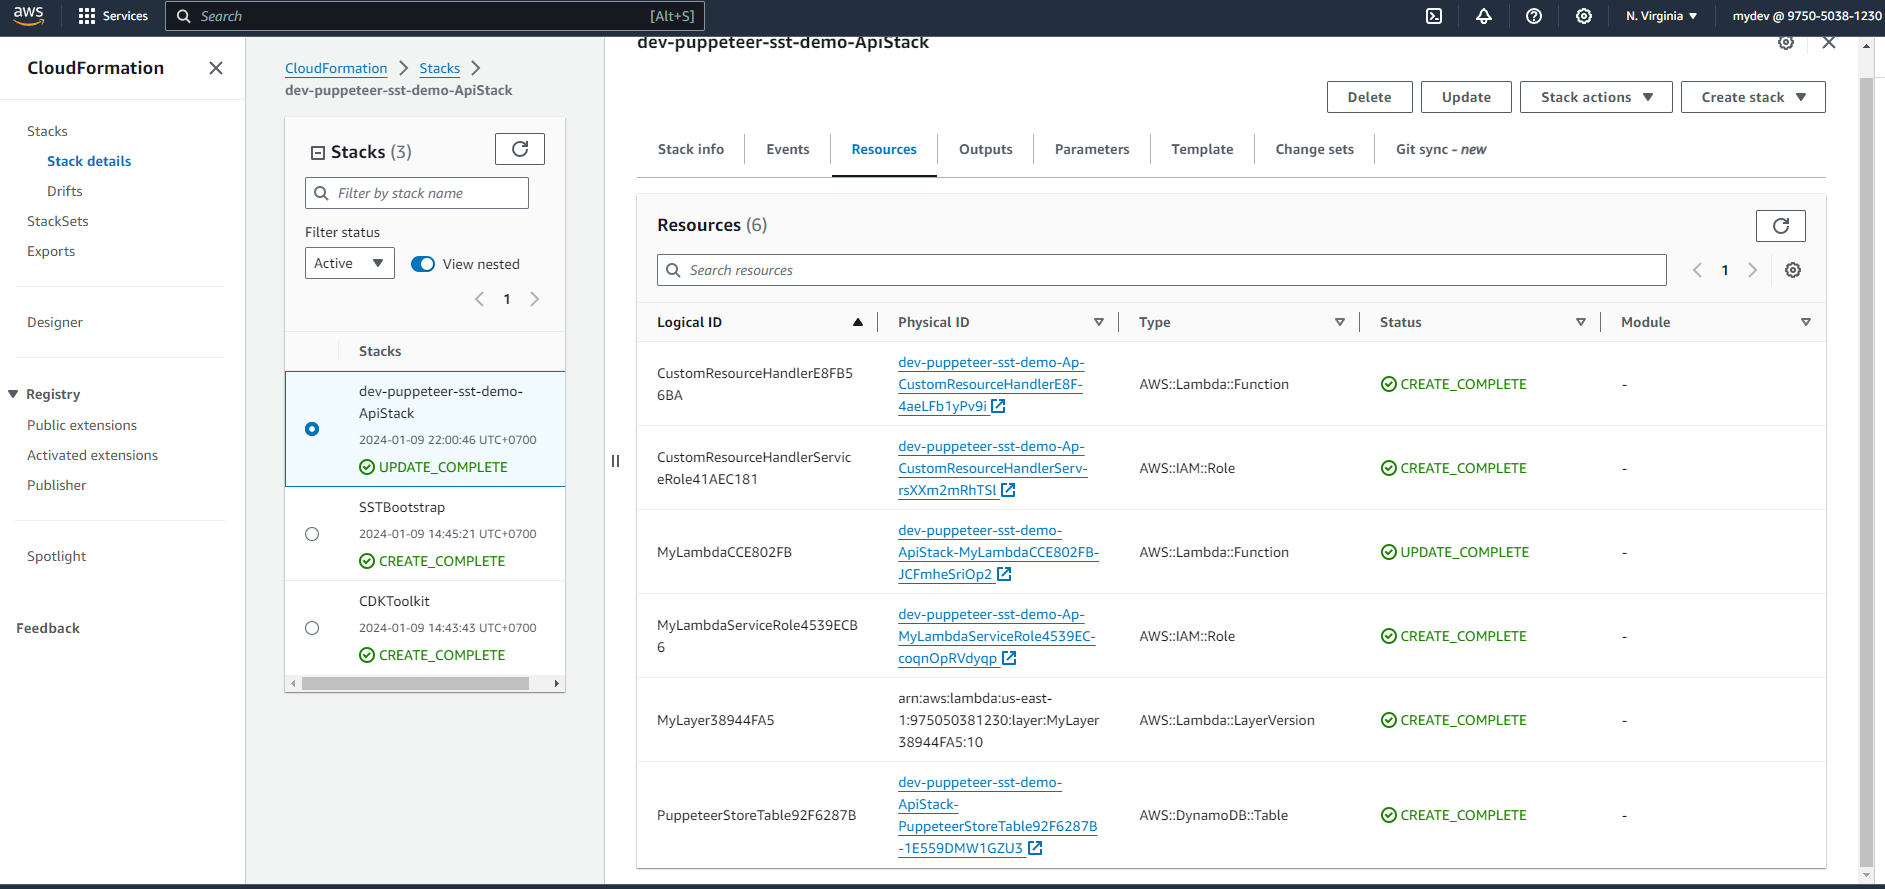 aws
Services
Search
[Alt+S]
N. Virginia
mydev @ 9750-5038-1230
CloudFormation
Stacks
Stack details
Drifts
StackSets
Exports
Designer
Registry
Public extensions
Activated extensions
Publisher
Spotlight
Feedback
CloudFormation
Stacks
dev-puppeteer-sst-demo-ApiStack
Stacks (3)
Filter by stack name
Filter status
Active
View nested
1
Stacks
dev-puppeteer-sst-demo-
ApiStack
2024-01-09 22:00:46 UTC+0700
UPDATE_COMPLETE
SSTBootstrap
2024-01-09 14:45:21 UTC+0700
CREATE_COMPLETE
CDKToolkit
2024-01-09 14:43:43 UTC+0700
CREATE_COMPLETE
dev-puppeteer-sst-demo-ApiStack
Delete
Update
Stack actions
Create stack
Stack info
Events
Resources
Outputs
Parameters
Template
Change sets
Git sync - new
Resources (6)
Search resources
1
Logical ID
Physical ID
Type
Status
Module
CustomResourceHandlerE8FB5
6BA
dev-puppeteer-sst-demo-Ap-
CustomResourceHandlerE8F-
4aeLFb1yPv9i
AWS::Lambda::Function
CREATE_COMPLETE
-
CustomResourceHandlerServic
eRole41AEC181
dev-puppeteer-sst-demo-Ap-
CustomResourceHandlerServ-
rsXXm2mRhTSl
AWS::IAM::Role
CREATE_COMPLETE
-
MyLambdaCCE802FB
dev-puppeteer-sst-demo-
ApiStack-MyLambdaCCE802FB-
JCFmheSriOp2
AWS::Lambda::Function
UPDATE_COMPLETE
-
MyLambdaServiceRole4539ECB
6
dev-puppeteer-sst-demo-Ap-
MyLambdaServiceRole4539EC-
coqnOpRVdyqp
AWS::IAM::Role
CREATE_COMPLETE
-
MyLayer38944FA5
arn:aws:lambda:us-east-
1:975050381230:layer:MyLayer
38944FA5:10
AWS::Lambda::LayerVersion
CREATE_COMPLETE
-
PuppeteerStoreTable92F6287B
dev-puppeteer-sst-demo-
ApiStack-
PuppeteerStoreTable92F6287B
-1E559DMW1GZU3
AWS::DynamoDB::Table
CREATE_COMPLETE
-